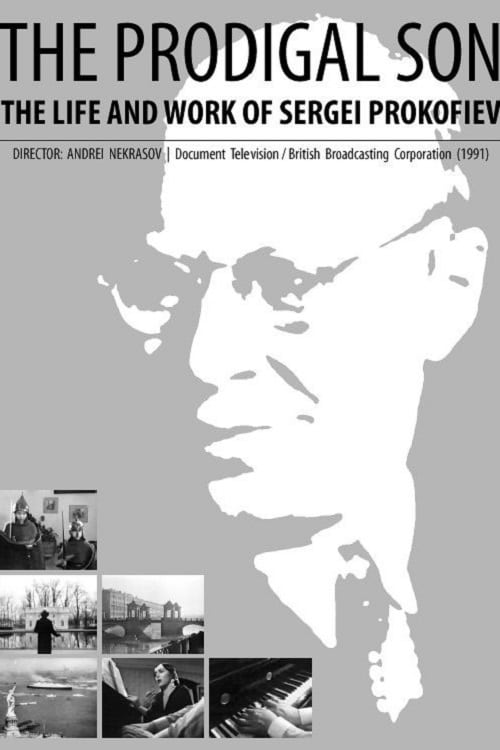 THE PRODIGAL SON
THE LIFE AND WORK OF SERGEI PROKOFIEV
DIRECTOR: ANDREI NEKRASOV | Document Television / British Broadcasting Corporation (1991)